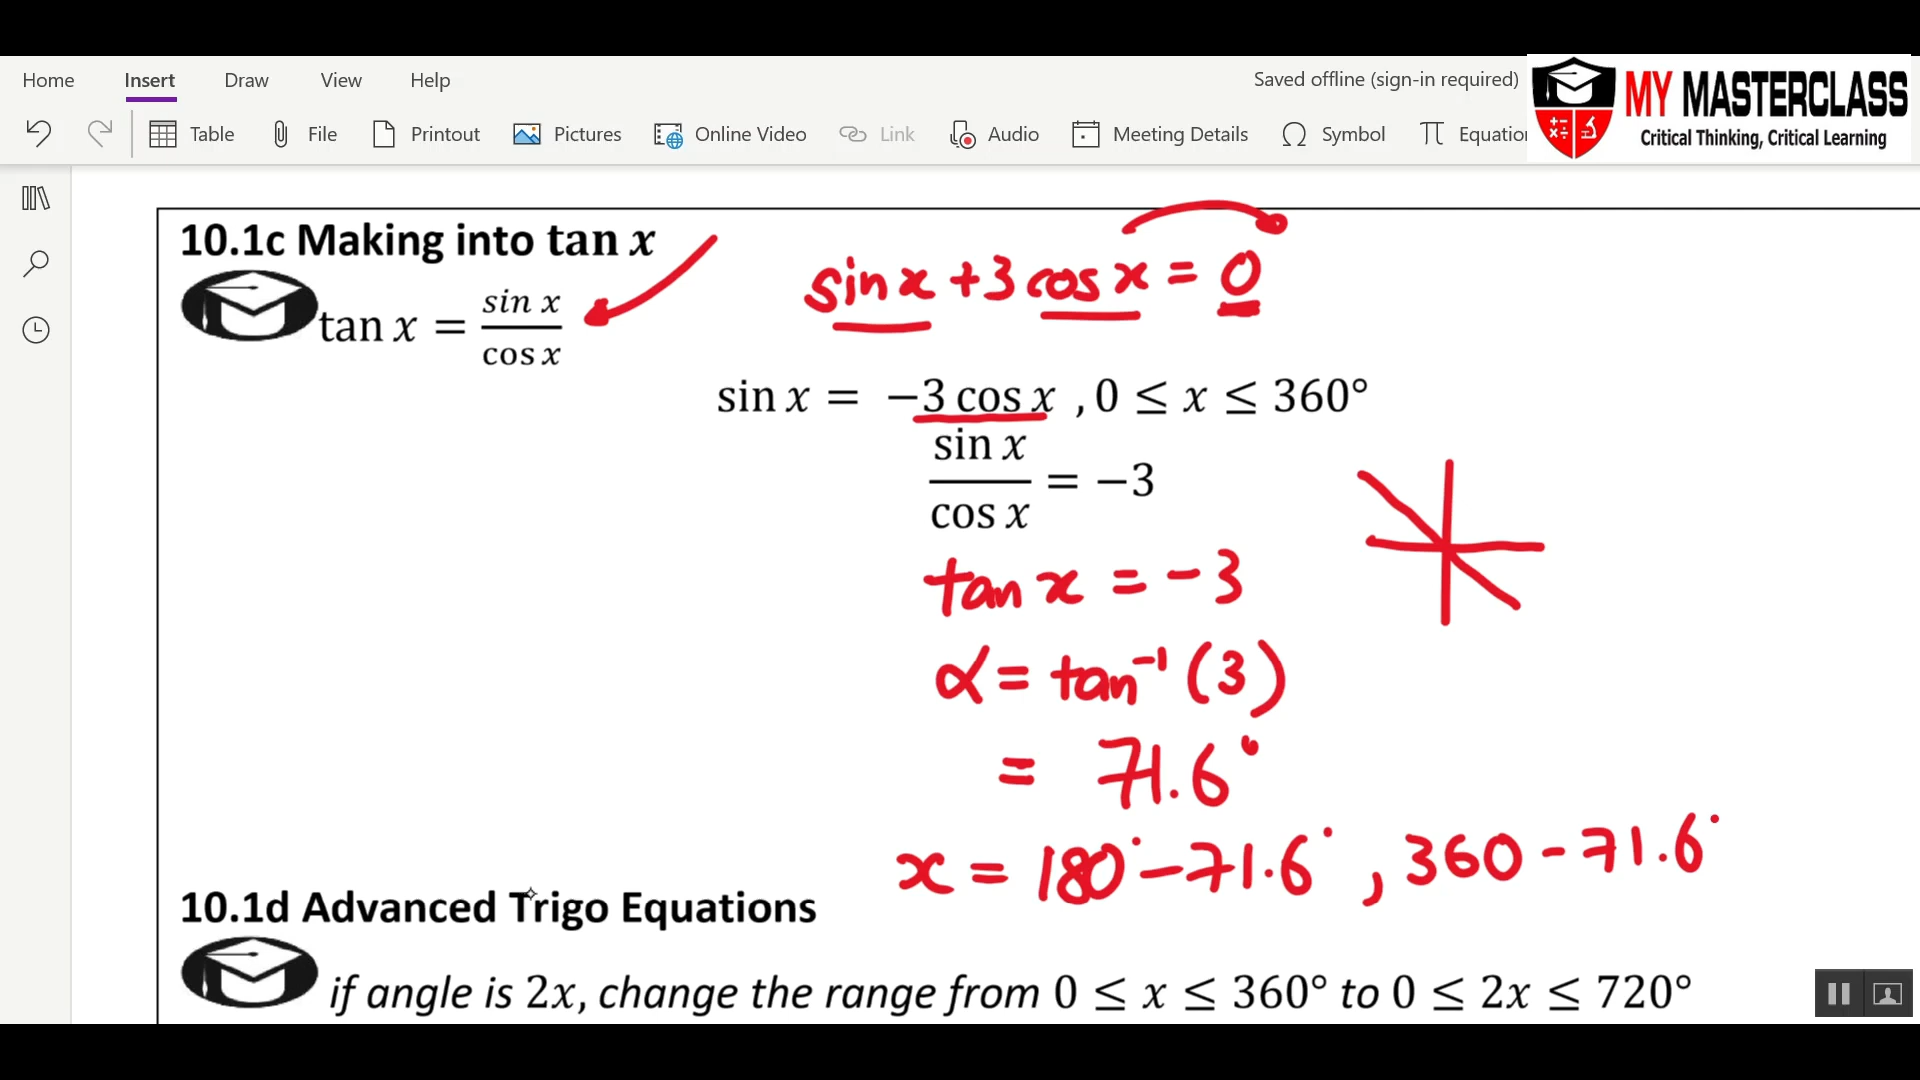 Home Insert Draw View Help Saved offline (sign-in required)
Table File Printout Pictures Online Video Link Audio Meeting Details Symbol Equation
MY MASTERCLASS
Critical Thinking, Critical Learning
10.1c Making into tan x
sin x + 3 cos x = 0
tan x = sin x / cos x
sin x = −3 cos x , 0 ≤ x ≤ 360°
sin x / cos x = −3
tan x = −3
α = tan⁻¹ (3)
= 71.6°
x = 180° − 71.6° , 360 − 71.6°
10.1d Advanced Trigo Equations
if angle is 2x, change the range from 0 ≤ x ≤ 360° to 0 ≤ 2x ≤ 720°